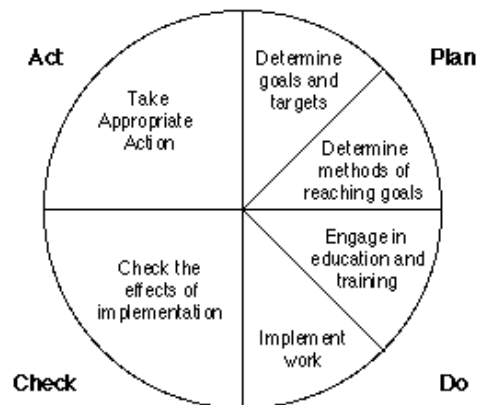 Act
Plan
Determine
goals and
targets
Take
Appropriate
Action
Determine
methods of
reaching goals
Engage in
education and
training
Check the
effects of
implementation
Implement
work
Check
Do